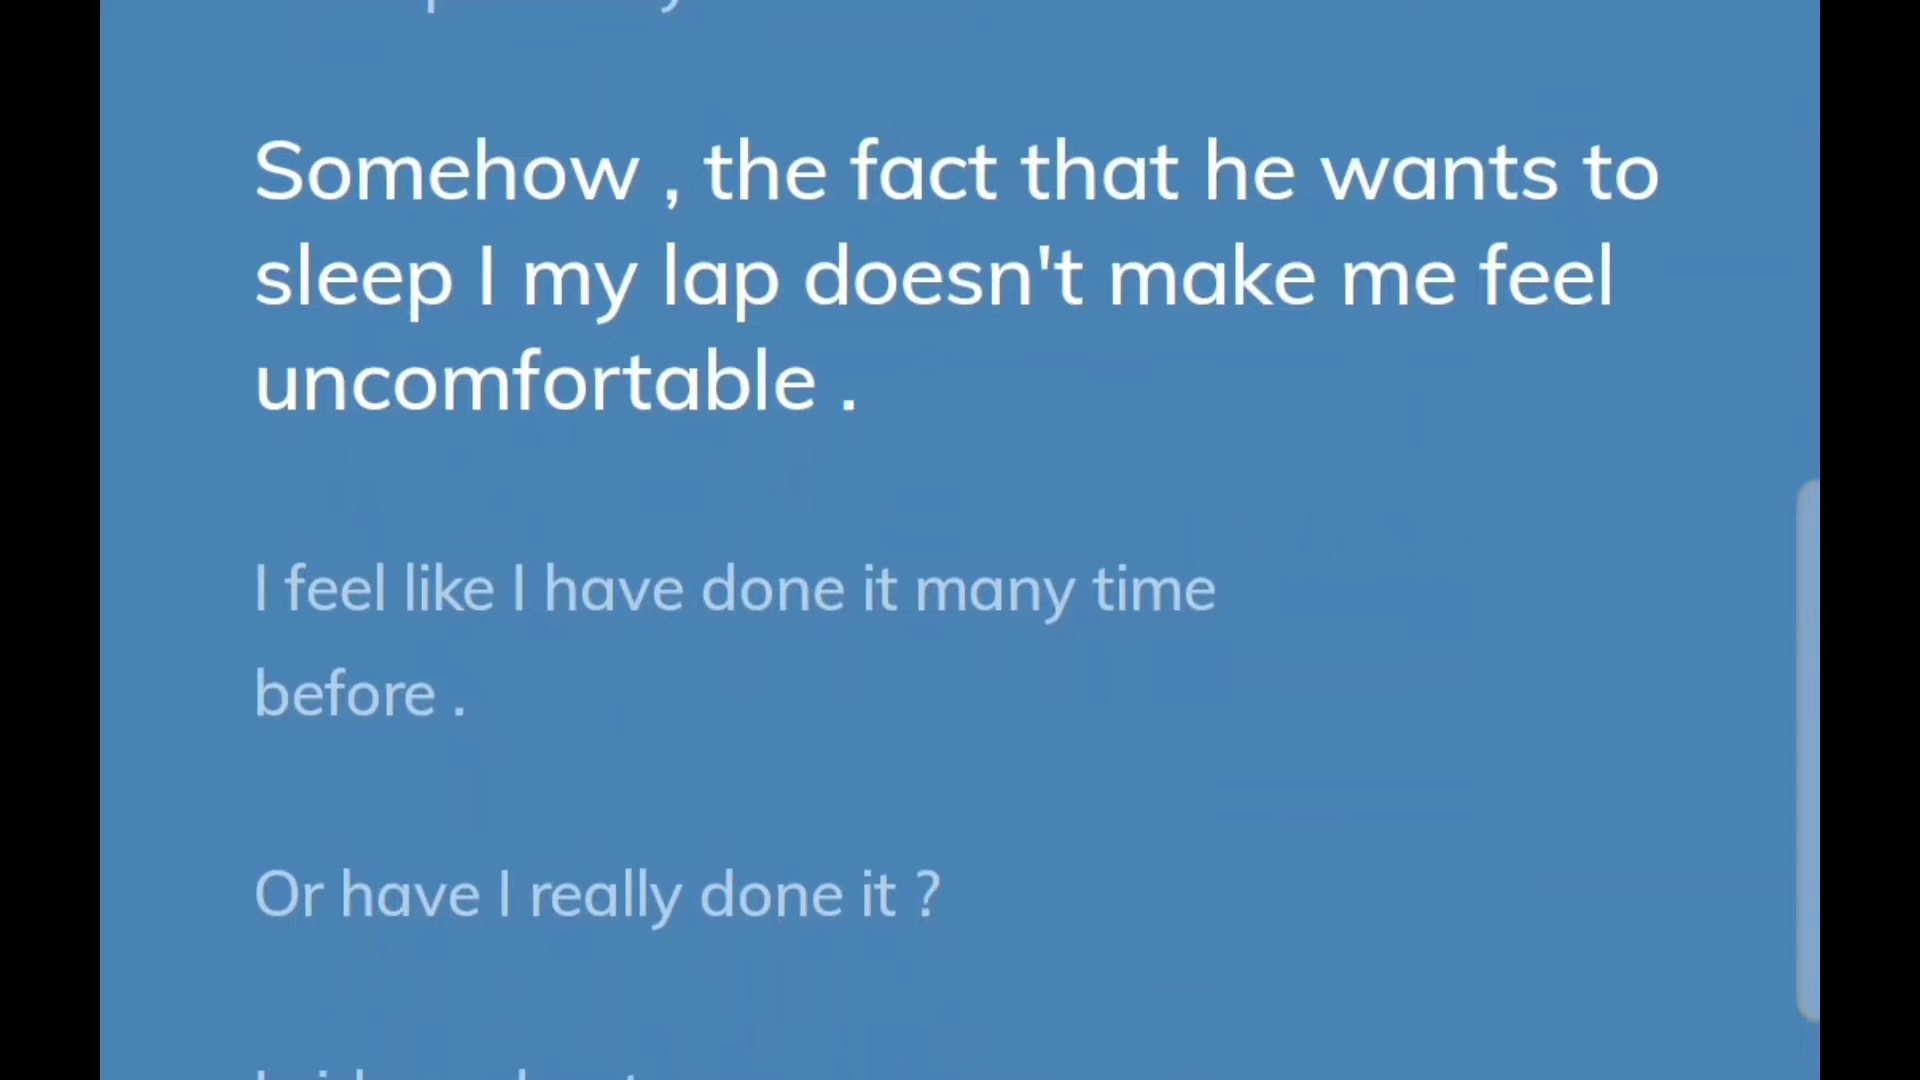 Somehow , the fact that he wants to
sleep I my lap doesn't make me feel
uncomfortable .
I feel like I have done it many time
before .
Or have I really done it ?